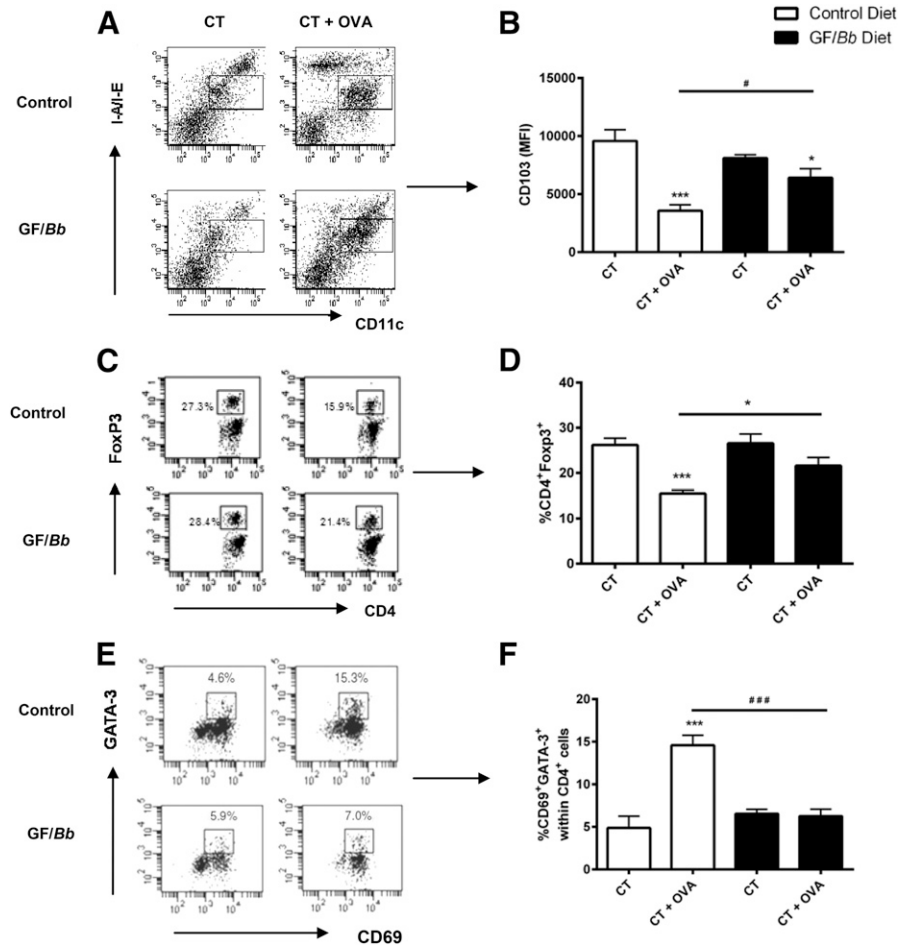 A
CT
CT + OVA
Control
GF/Bb
I-A/I-E
CD11c
B
Control Diet
GF/Bb Diet
CD103 (MFI)
15000
10000
5000
0
#
***
*
CT
CT + OVA
CT
CT + OVA
C
Control
GF/Bb
FoxP3
27.3%
15.9%
28.4%
21.4%
CD4
D
%CD4+Foxp3+
40
30
20
10
0
*
***
CT
CT + OVA
CT
CT + OVA
E
Control
GF/Bb
GATA-3
4.6%
15.3%
5.9%
7.0%
CD69
F
%CD69+GATA-3+
within CD4+ cells
20
15
10
5
0
###
***
CT
CT + OVA
CT
CT + OVA